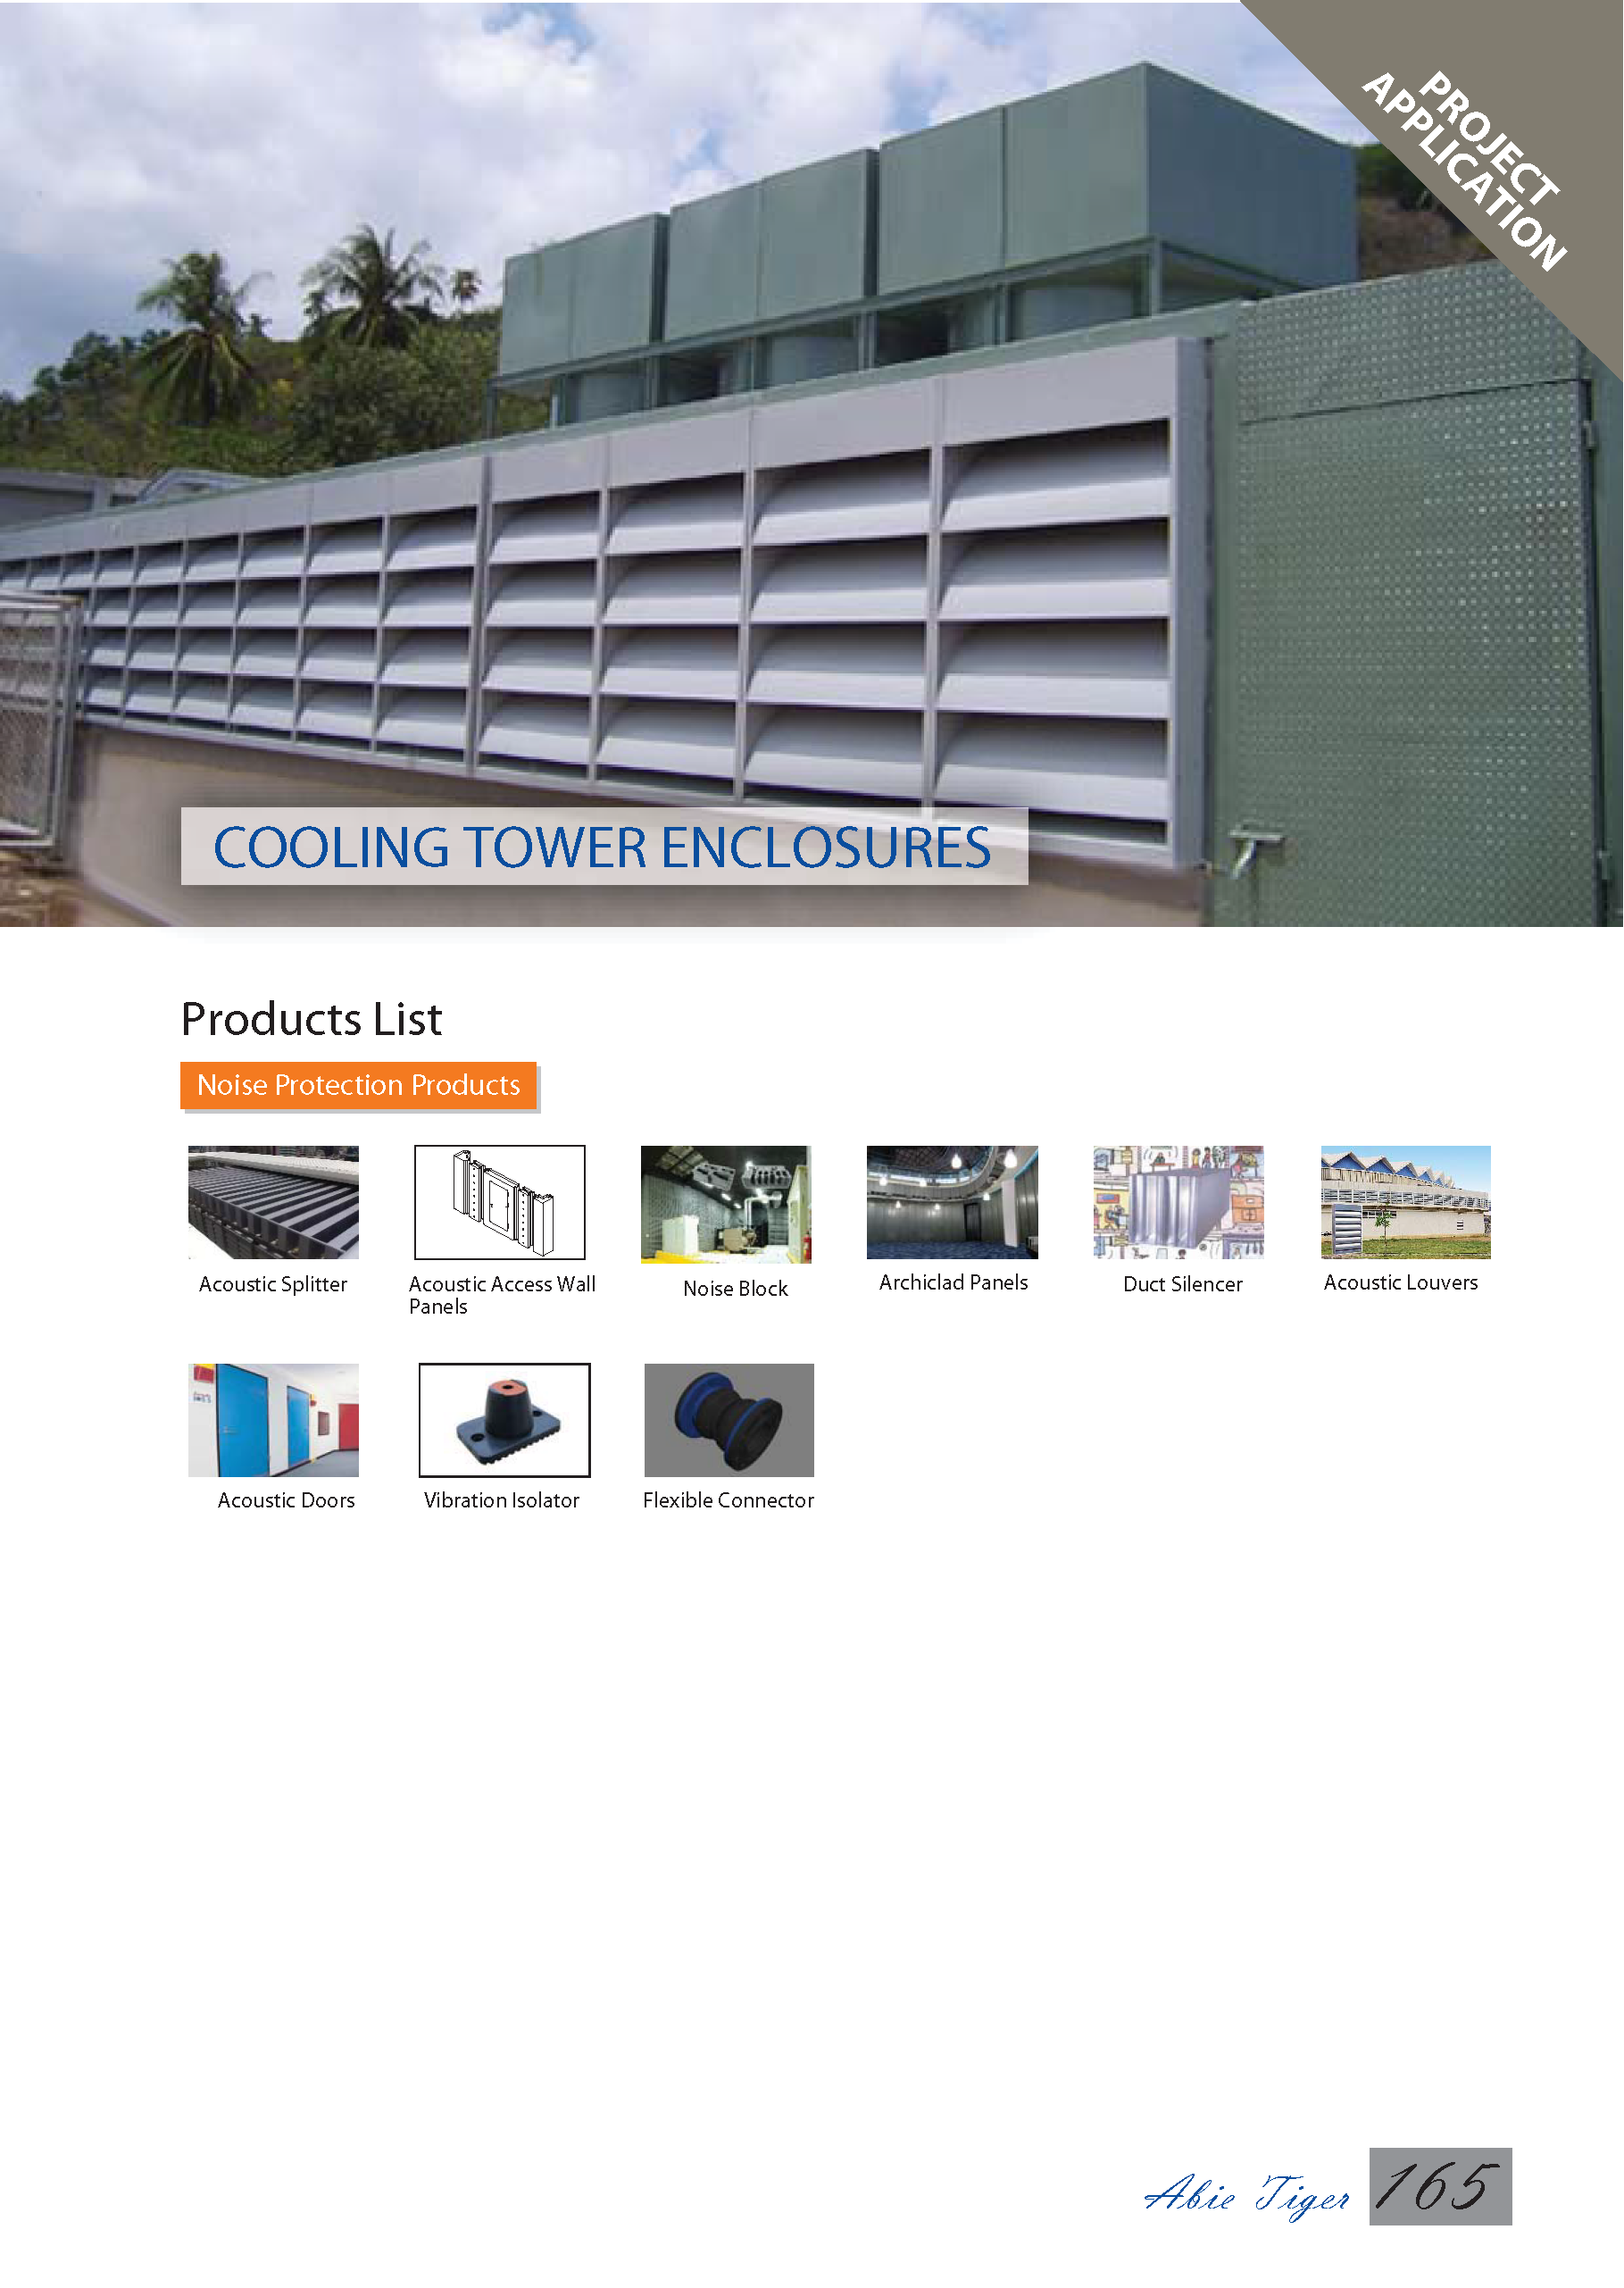 PROJECT
APPLICATION
COOLING TOWER ENCLOSURES
Products List
Noise Protection Products
Acoustic Splitter
Acoustic Access Wall
Panels
Noise Block
Archiclad Panels
Duct Silencer
Acoustic Louvers
Acoustic Doors
Vibration Isolator
Flexible Connector
Abie Tiger 165